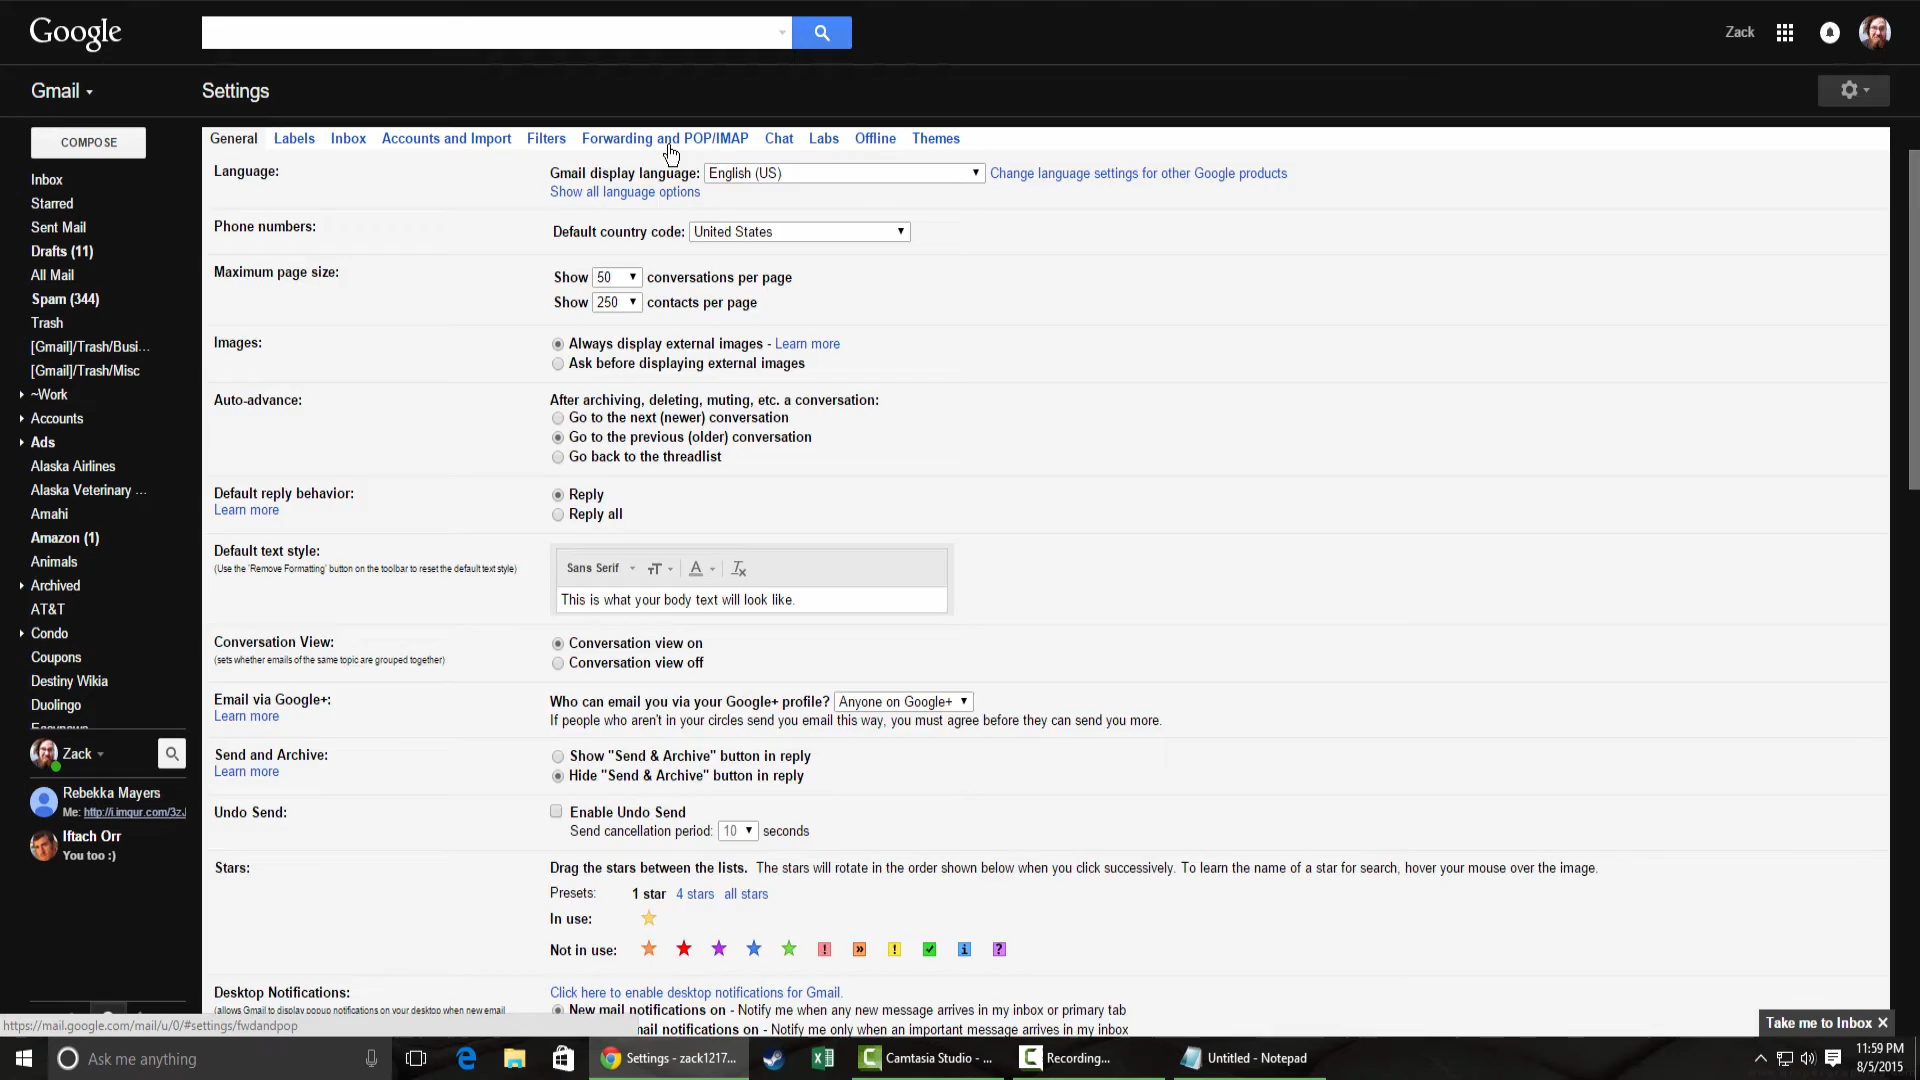 Google
Zack
Gmail
Settings
COMPOSE
General Labels Inbox Accounts and Import Filters Forwarding and POP/IMAP Chat Labs Offline Themes
Inbox
Starred
Sent Mail
Drafts (11)
All Mail
Spam (344)
Trash
[Gmail]/Trash/Busi...
[Gmail]/Trash/Misc
~Work
Accounts
Ads
Alaska Airlines
Alaska Veterinary ...
Amahi
Amazon (1)
Animals
Archived
AT&T
Condo
Coupons
Destiny Wikia
Duolingo
Zack
Rebekka Mayers
Me: http://i.imgur.com/3zJ
Iftach Orr
You too :)
Language:
Gmail display language: English (US) Change language settings for other Google products
Show all language options
Phone numbers:
Default country code: United States
Maximum page size:
Show 50 conversations per page
Show 250 contacts per page
Images:
Always display external images - Learn more
Ask before displaying external images
Auto-advance:
After archiving, deleting, muting, etc. a conversation:
Go to the next (newer) conversation
Go to the previous (older) conversation
Go back to the threadlist
Default reply behavior:
Learn more
Reply
Reply all
Default text style:
(Use the 'Remove Formatting' button on the toolbar to reset the default text style)
Sans Serif
This is what your body text will look like.
Conversation View:
(sets whether emails of the same topic are grouped together)
Conversation view on
Conversation view off
Email via Google+:
Learn more
Who can email you via your Google+ profile? Anyone on Google+
If people who aren't in your circles send you email this way, you must agree before they can send you more.
Send and Archive:
Learn more
Show "Send & Archive" button in reply
Hide "Send & Archive" button in reply
Undo Send:
Enable Undo Send
Send cancellation period: 10 seconds
Stars:
Drag the stars between the lists. The stars will rotate in the order shown below when you click successively. To learn the name of a star for search, hover your mouse over the image.
Presets: 1 star 4 stars all stars
In use:
Not in use:
Desktop Notifications:
(allows Gmail to display popup notifications on your desktop when new email
Click here to enable desktop notifications for Gmail.
New mail notifications on - Notify me when any new message arrives in my inbox or primary tab
mail notifications on - Notify me only when an important message arrives in my inbox
https://mail.google.com/mail/u/0/#settings/fwdandpop
Take me to Inbox
Ask me anything
Settings - zack1217...
Camtasia Studio - ...
Recording...
Untitled - Notepad
11:59 PM
8/5/2015